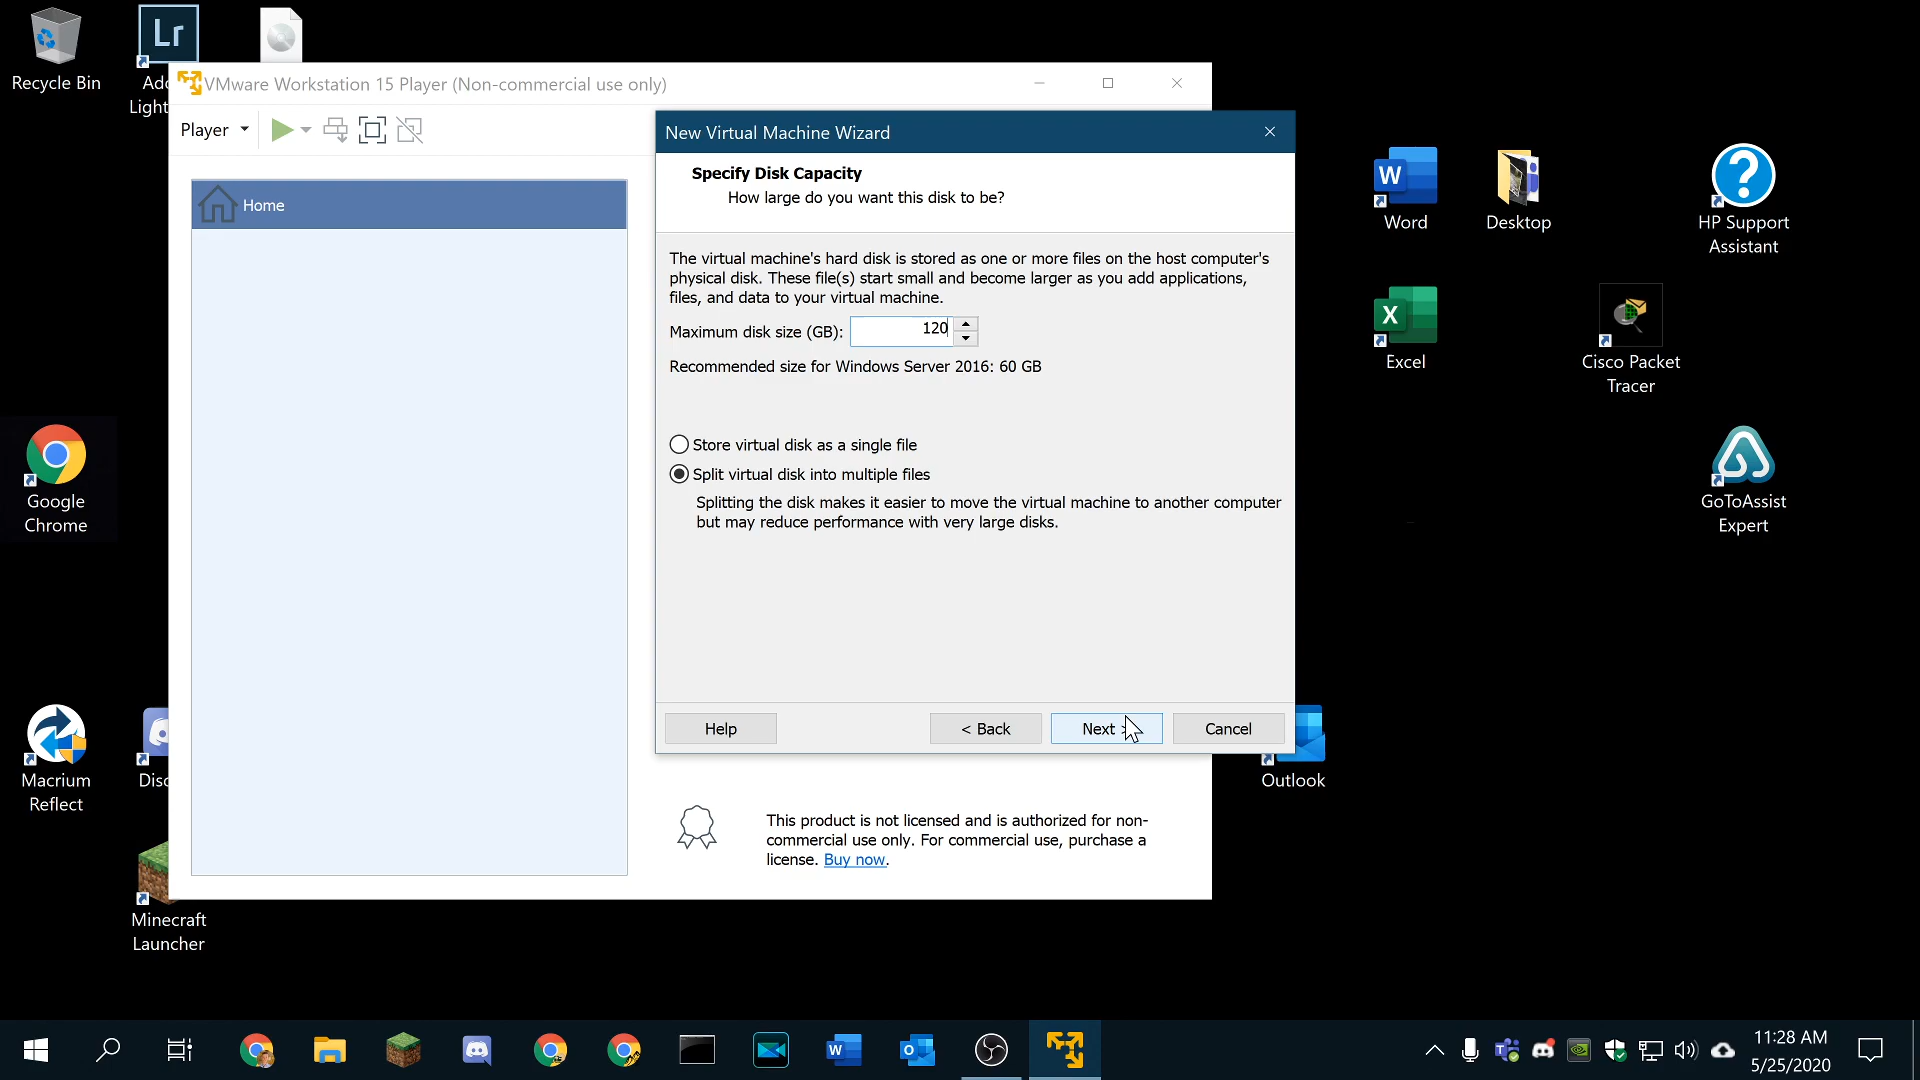 Recycle Bin
Lr
Ado
Light
VMware Workstation 15 Player (Non-commercial use only)
Player
Home
New Virtual Machine Wizard
Specify Disk Capacity
How large do you want this disk to be?
The virtual machine's hard disk is stored as one or more files on the host computer's
physical disk. These file(s) start small and become larger as you add applications,
files, and data to your virtual machine.
Maximum disk size (GB): 120
Recommended size for Windows Server 2016: 60 GB
Store virtual disk as a single file
Split virtual disk into multiple files
Splitting the disk makes it easier to move the virtual machine to another computer
but may reduce performance with very large disks.
Help
< Back
Next >
Cancel
This product is not licensed and is authorized for non-
commercial use only. For commercial use, purchase a
license. Buy now.
Word
Desktop
HP Support
Assistant
Excel
Cisco Packet
Tracer
Google
Chrome
GoToAssist
Expert
Macrium
Reflect
Disc
Outlook
Minecraft
Launcher
11:28 AM
5/25/2020